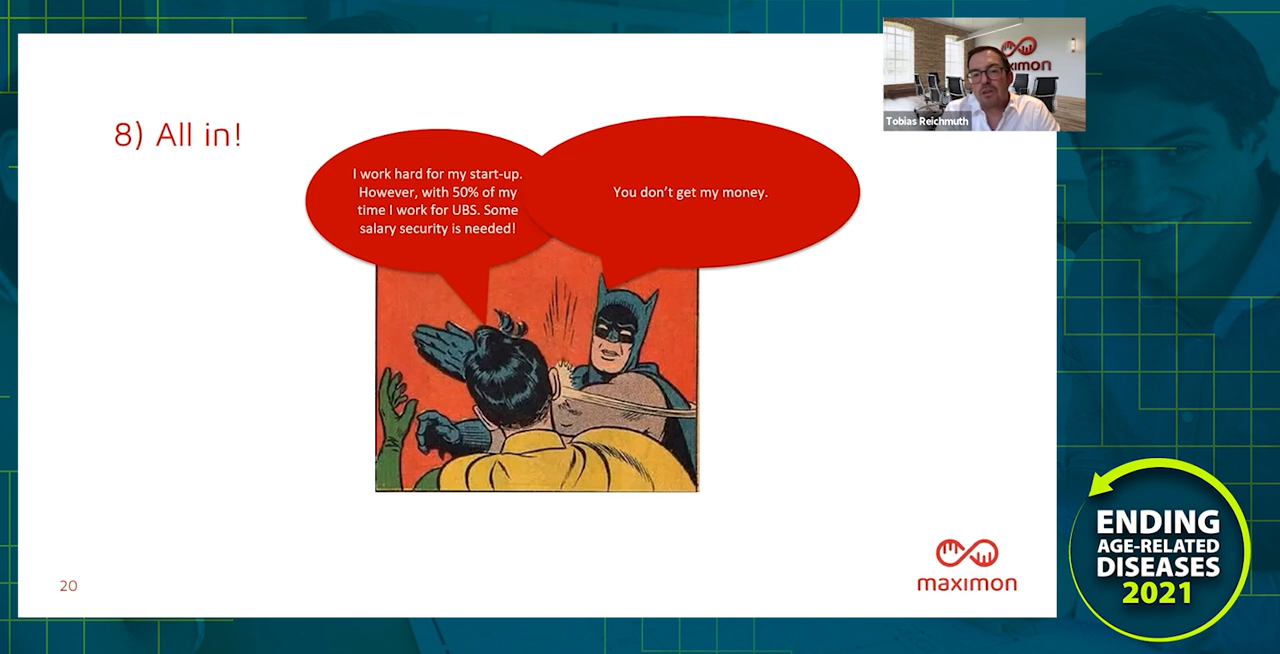 8) All in!
I work hard for my start-up.
However, with 50% of my
time I work for UBS. Some
salary security is needed!
You don't get my money.
20
maximon
Tobias Reichmuth
ENDING
AGE-RELATED
DISEASES
2021